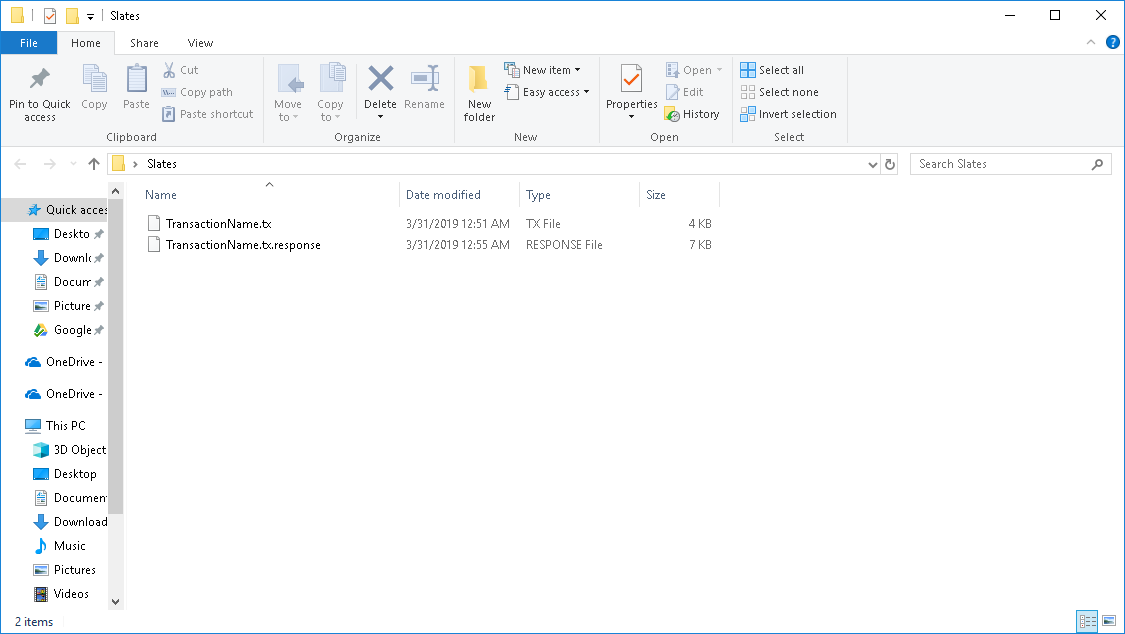 Slates
File Home Share View
Pin to Quick access
Copy
Paste
Cut
Copy path
Paste shortcut
Clipboard
Move to
Copy to
Delete
Rename
Organize
New folder
New item
Easy access
New
Properties
Open
Edit
History
Open
Select all
Select none
Invert selection
Select
Slates
Search Slates
Name Date modified Type Size
TransactionName.tx 3/31/2019 12:51 AM TX File 4 KB
TransactionName.tx.response 3/31/2019 12:55 AM RESPONSE File 7 KB
Quick acces
Deskto
Downlo
Docum
Picture
Google
OneDrive -
OneDrive -
This PC
3D Object
Desktop
Documen
Download
Music
Pictures
Videos
2 items